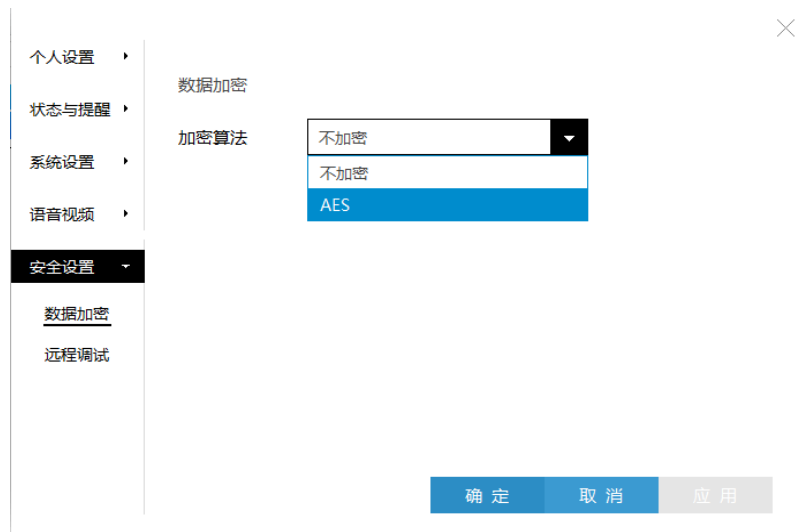 个人设置
状态与提醒
系统设置
语音视频
安全设置
数据加密
远程调试
数据加密
加密算法 不加密
不加密
AES
确定 取消 应用